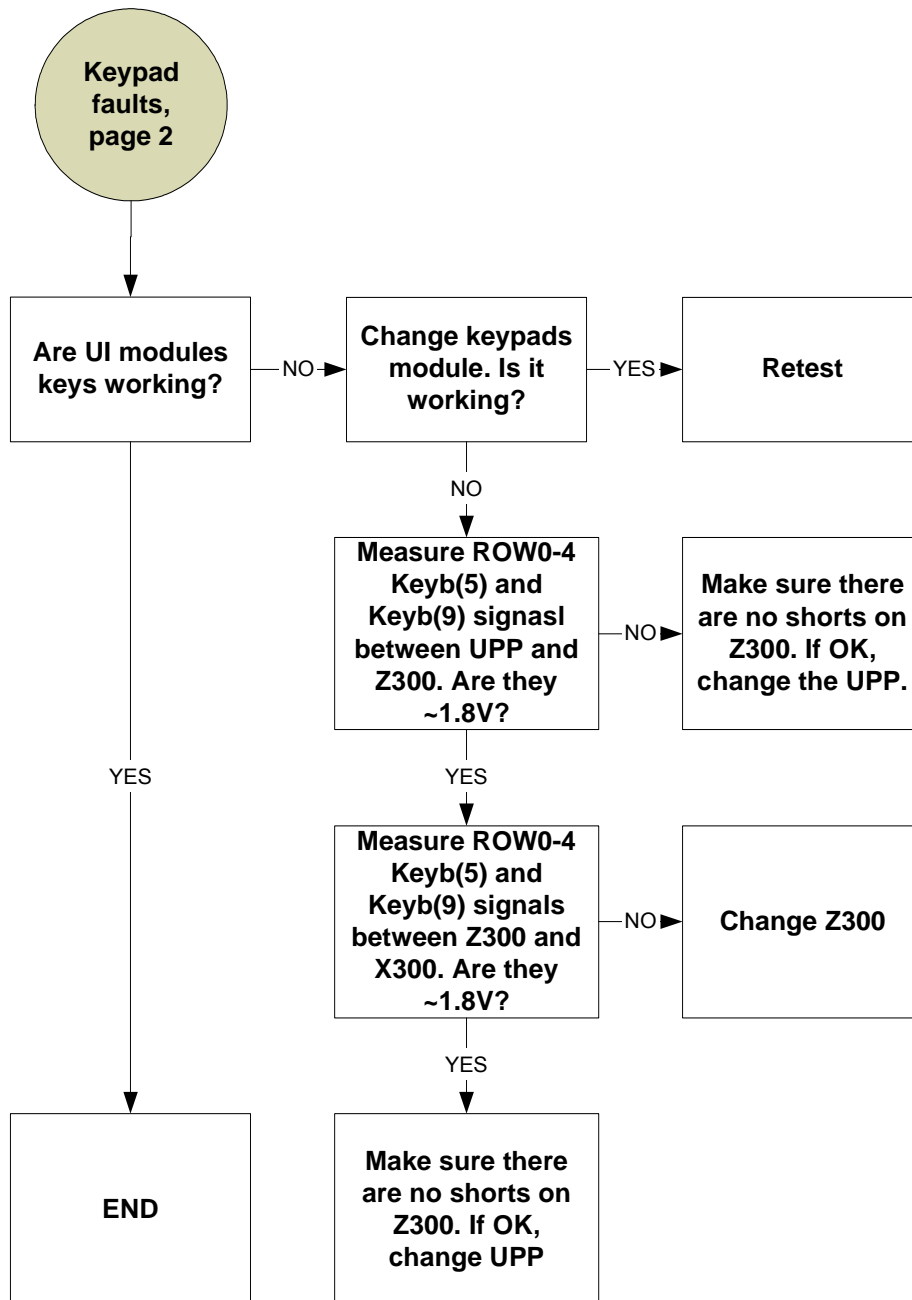 Keypad
faults,
page 2
Are UI modules
keys working?
NO
Change keypads
module. Is it
working?
YES
Retest
NO
Measure ROW0-4
Keyb(5) and
Keyb(9) signasl
between UPP and
Z300. Are they
~1.8V?
NO
Make sure there
are no shorts on
Z300. If OK,
change the UPP.
YES
YES
Measure ROW0-4
Keyb(5) and
Keyb(9) signals
between Z300 and
X300. Are they
~1.8V?
NO
Change Z300
YES
END
Make sure there
are no shorts on
Z300. If OK,
change UPP